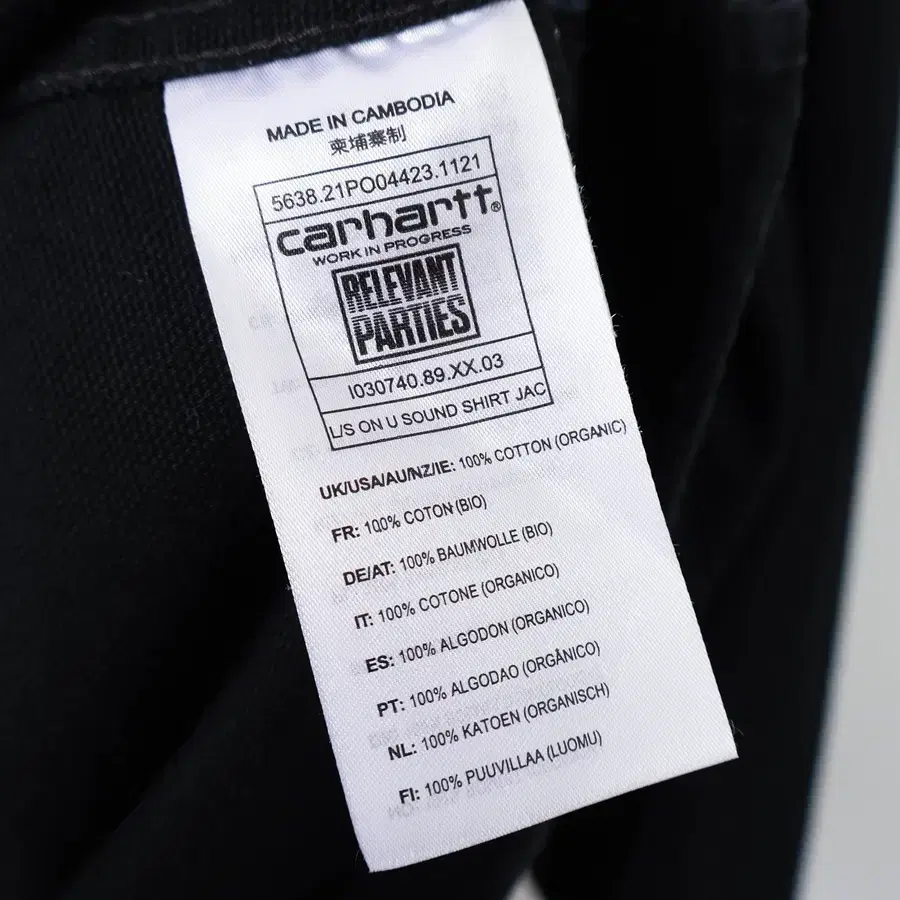 MADE IN CAMBODIA
柬埔寨制
5638.21PO04423.1121
carhartt®
WORK IN PROGRESS
RELEVANT
PARTIES
I030740.89.XX.03
L/S ON U SOUND SHIRT JAC
UK/USA/AU/NZ/IE: 100% COTTON (ORGANIC)
FR: 100% COTON (BIO)
DE/AT: 100% BAUMWOLLE (BIO)
IT: 100% COTONE (ORGANICO)
ES: 100% ALGODON (ORGANICO)
PT: 100% ALGODAO (ORGÂNICO)
NL: 100% KATOEN (ORGANISCH)
FI: 100% PUUVILLAA (LUOMU)